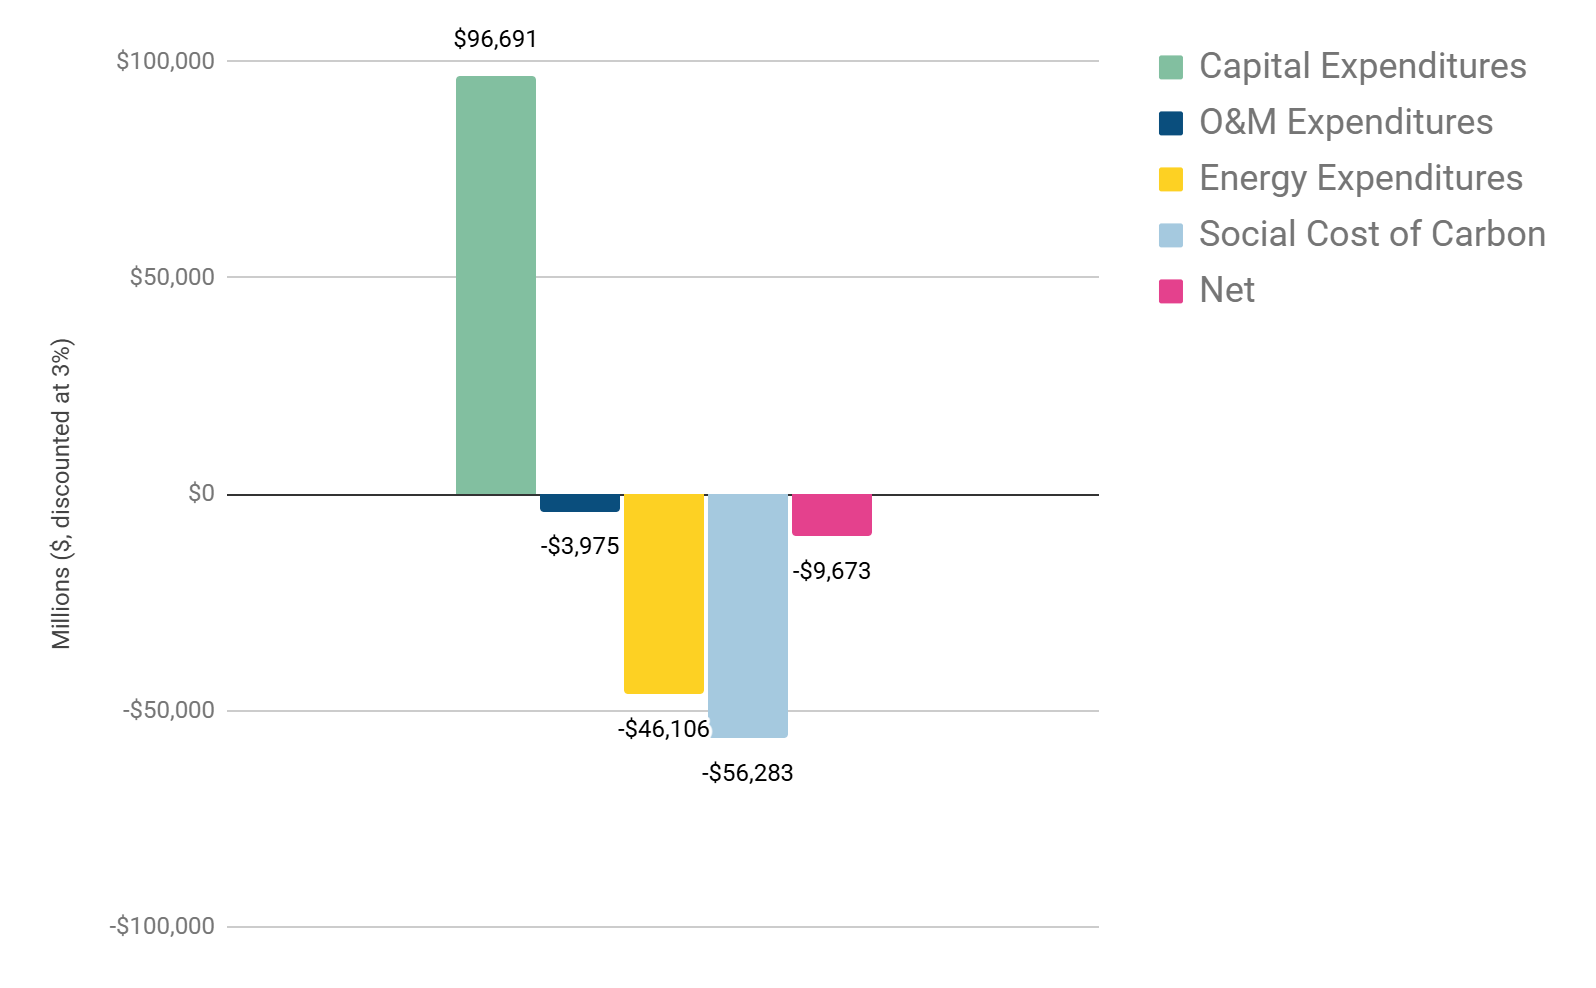 $96,691
$100,000
$50,000
$0
-$50,000
-$100,000
Millions ($, discounted at 3%)
-$3,975
-$46,106
-$56,283
-$9,673
Capital Expenditures
O&M Expenditures
Energy Expenditures
Social Cost of Carbon
Net